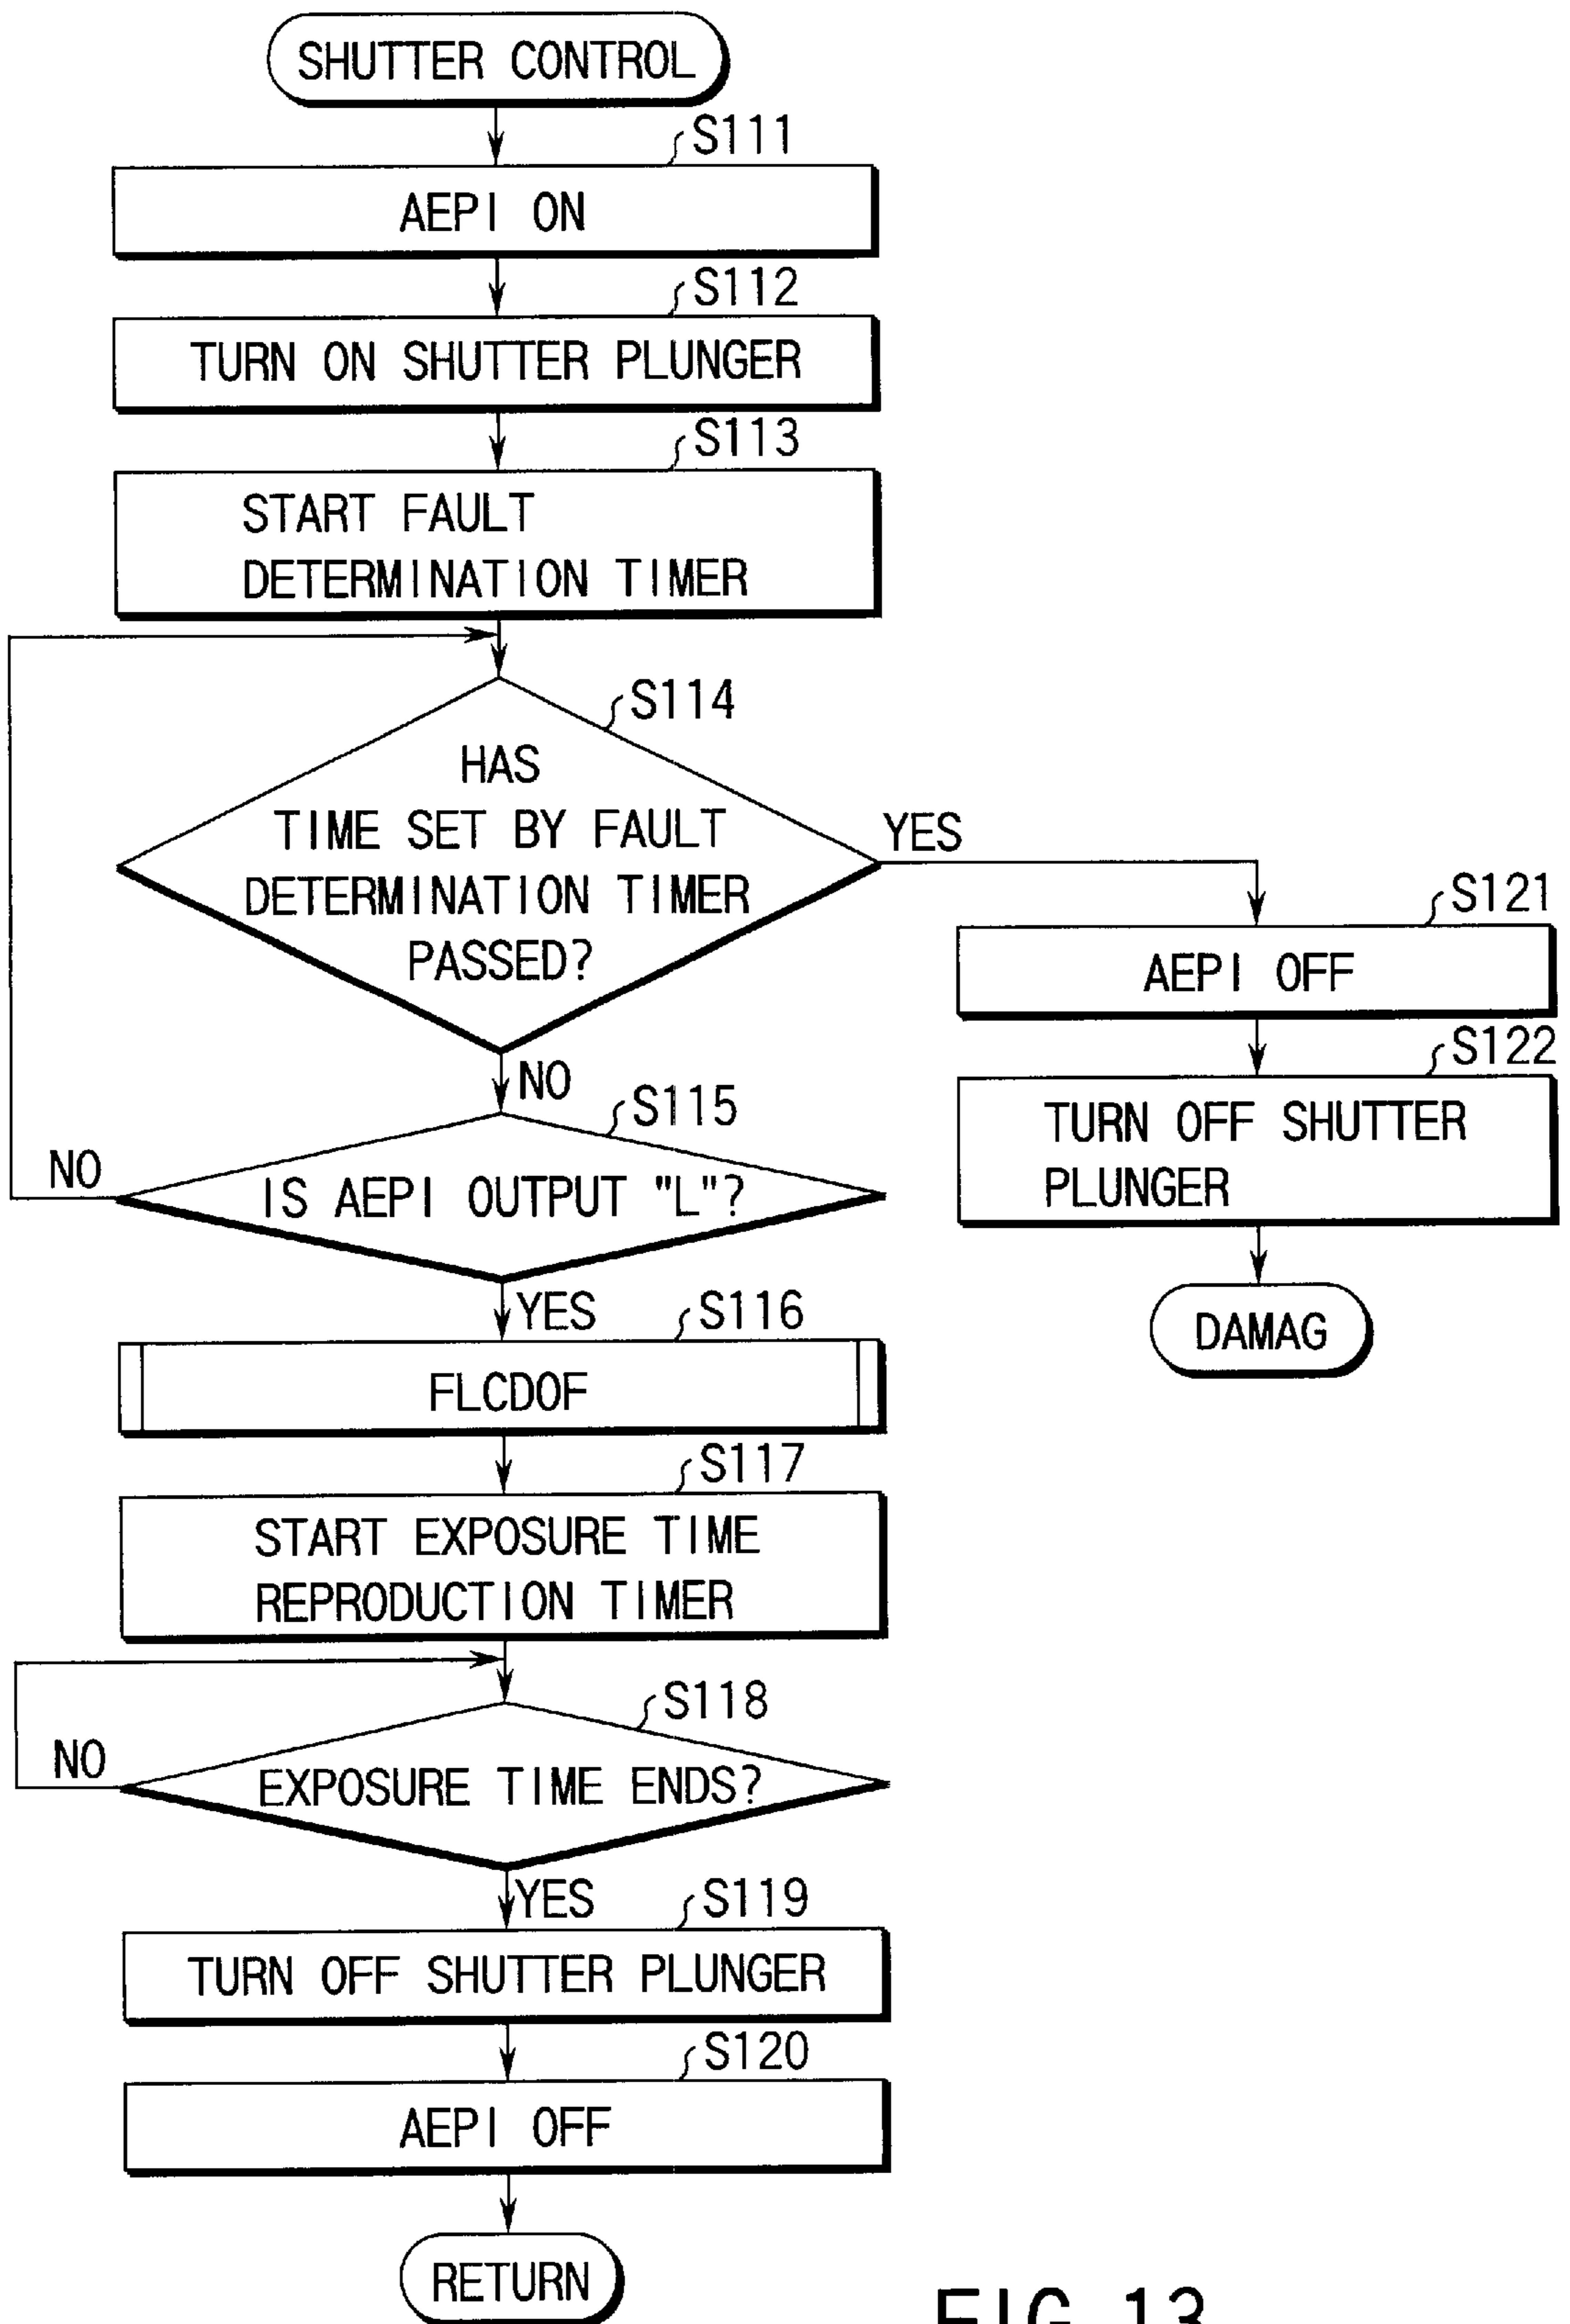 SHUTTER CONTROL
S111
AEPI ON
S112
TURN ON SHUTTER PLUNGER
S113
START FAULT
DETERMINATION TIMER
S114
HAS
TIME SET BY FAULT
DETERMINATION TIMER
PASSED?
YES
NO
S115
IS AEPI OUTPUT "L"?
NO
YES
S116
FLCDOF
S117
START EXPOSURE TIME
REPRODUCTION TIMER
S118
EXPOSURE TIME ENDS?
NO
YES
S119
TURN OFF SHUTTER PLUNGER
S120
AEPI OFF
RETURN
S121
AEPI OFF
S122
TURN OFF SHUTTER
PLUNGER
DAMAG
FIG. 13